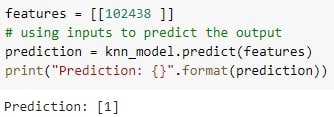 features = [[102438 ]]
# using inputs to predict the output
prediction = knn_model.predict(features)
print("Prediction: {}".format(prediction))
Prediction: [1]